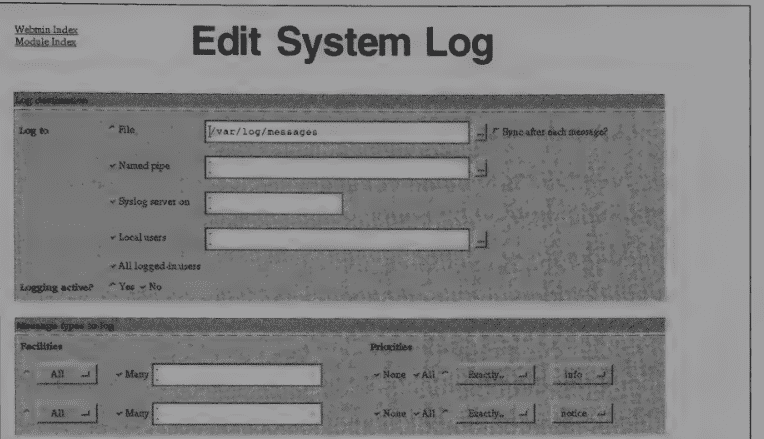 Webmin Index
Module Index
Edit System Log
Log destination
Log to File. /var/log/messages ... Sync after each message?
Named pipe ...
Syslog server on
Local users ...
All logged-in users
Logging active? Yes No
Message types to log
Facilities Priorities
All Many None All Exactly.. info
All Many None All Exactly.. notice